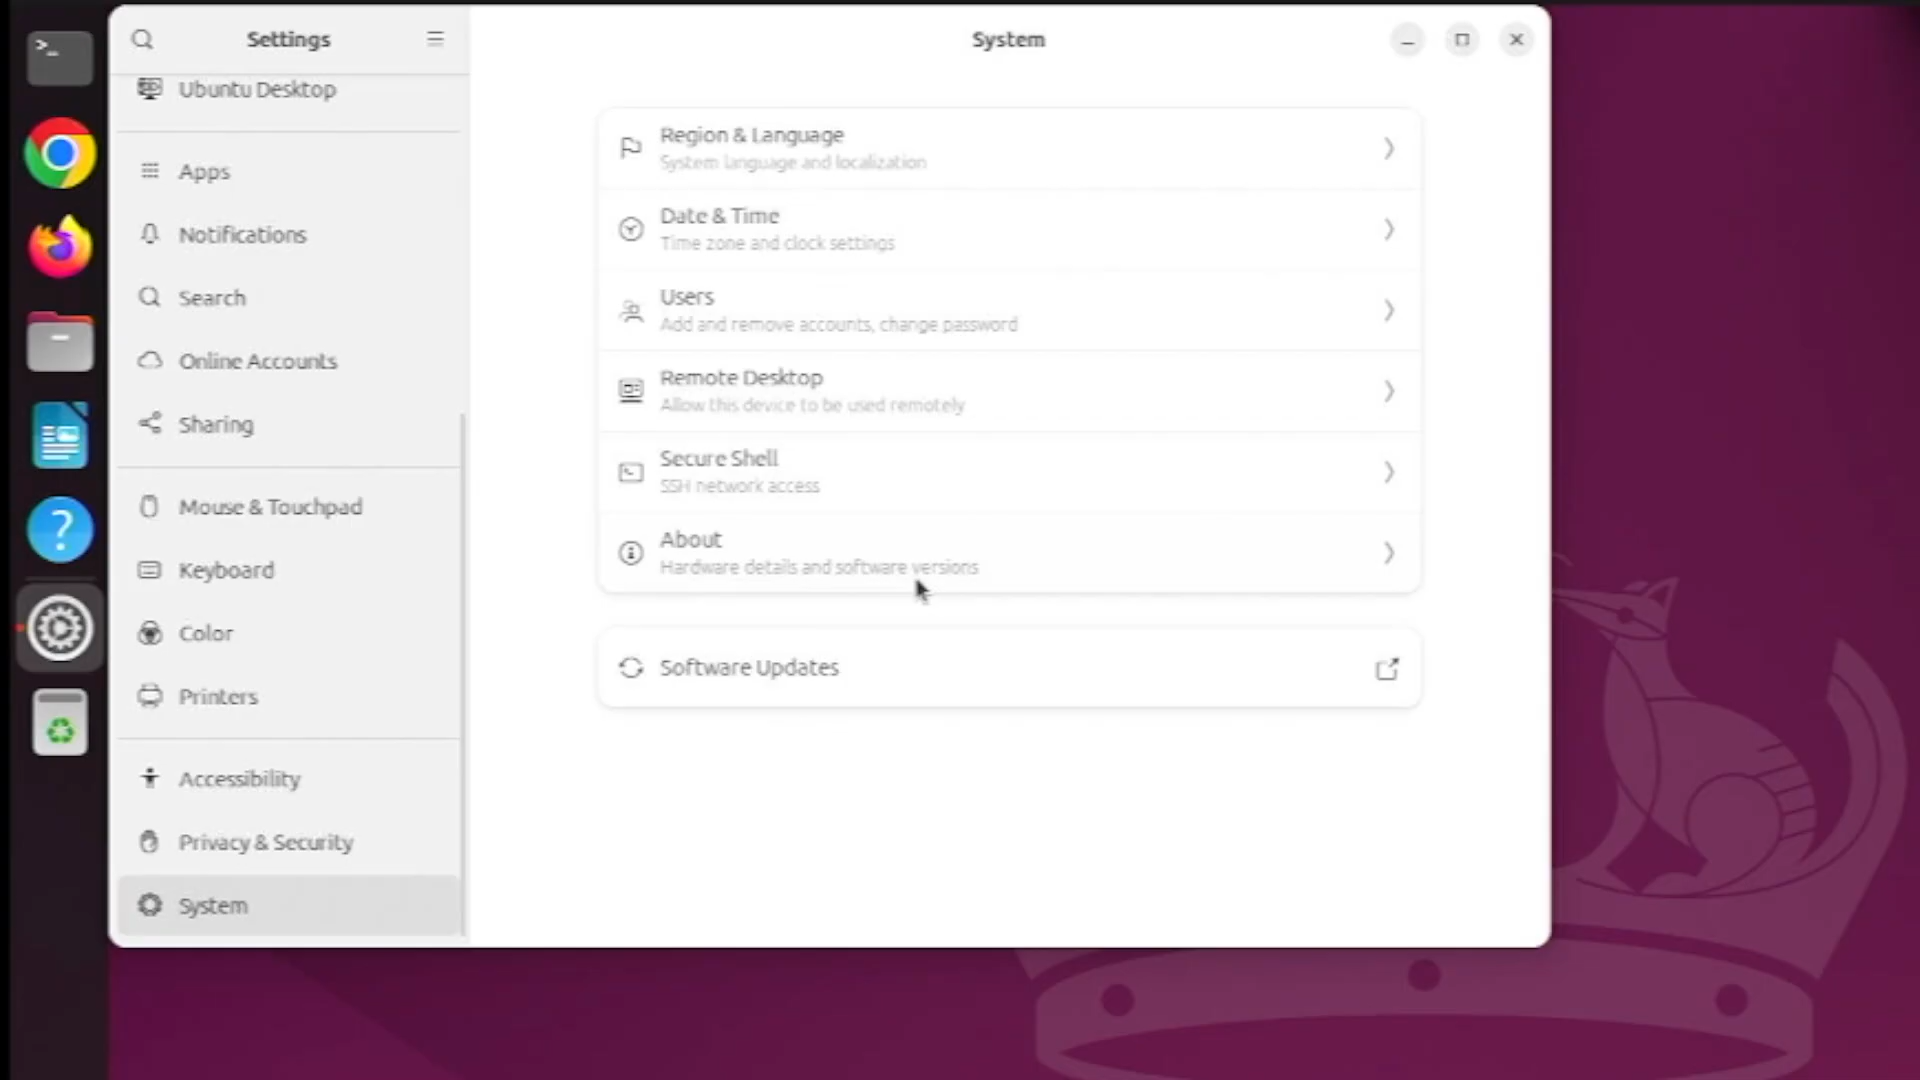 Settings
System
Ubuntu Desktop
Apps
Notifications
Search
Online Accounts
Sharing
Mouse & Touchpad
Keyboard
Color
Printers
Accessibility
Privacy & Security
System
Region & Language
System language and localization
Date & Time
Time zone and clock settings
Users
Add and remove accounts, change password
Remote Desktop
Allow this device to be used remotely
Secure Shell
SSH network access
About
Hardware details and software versions
Software Updates